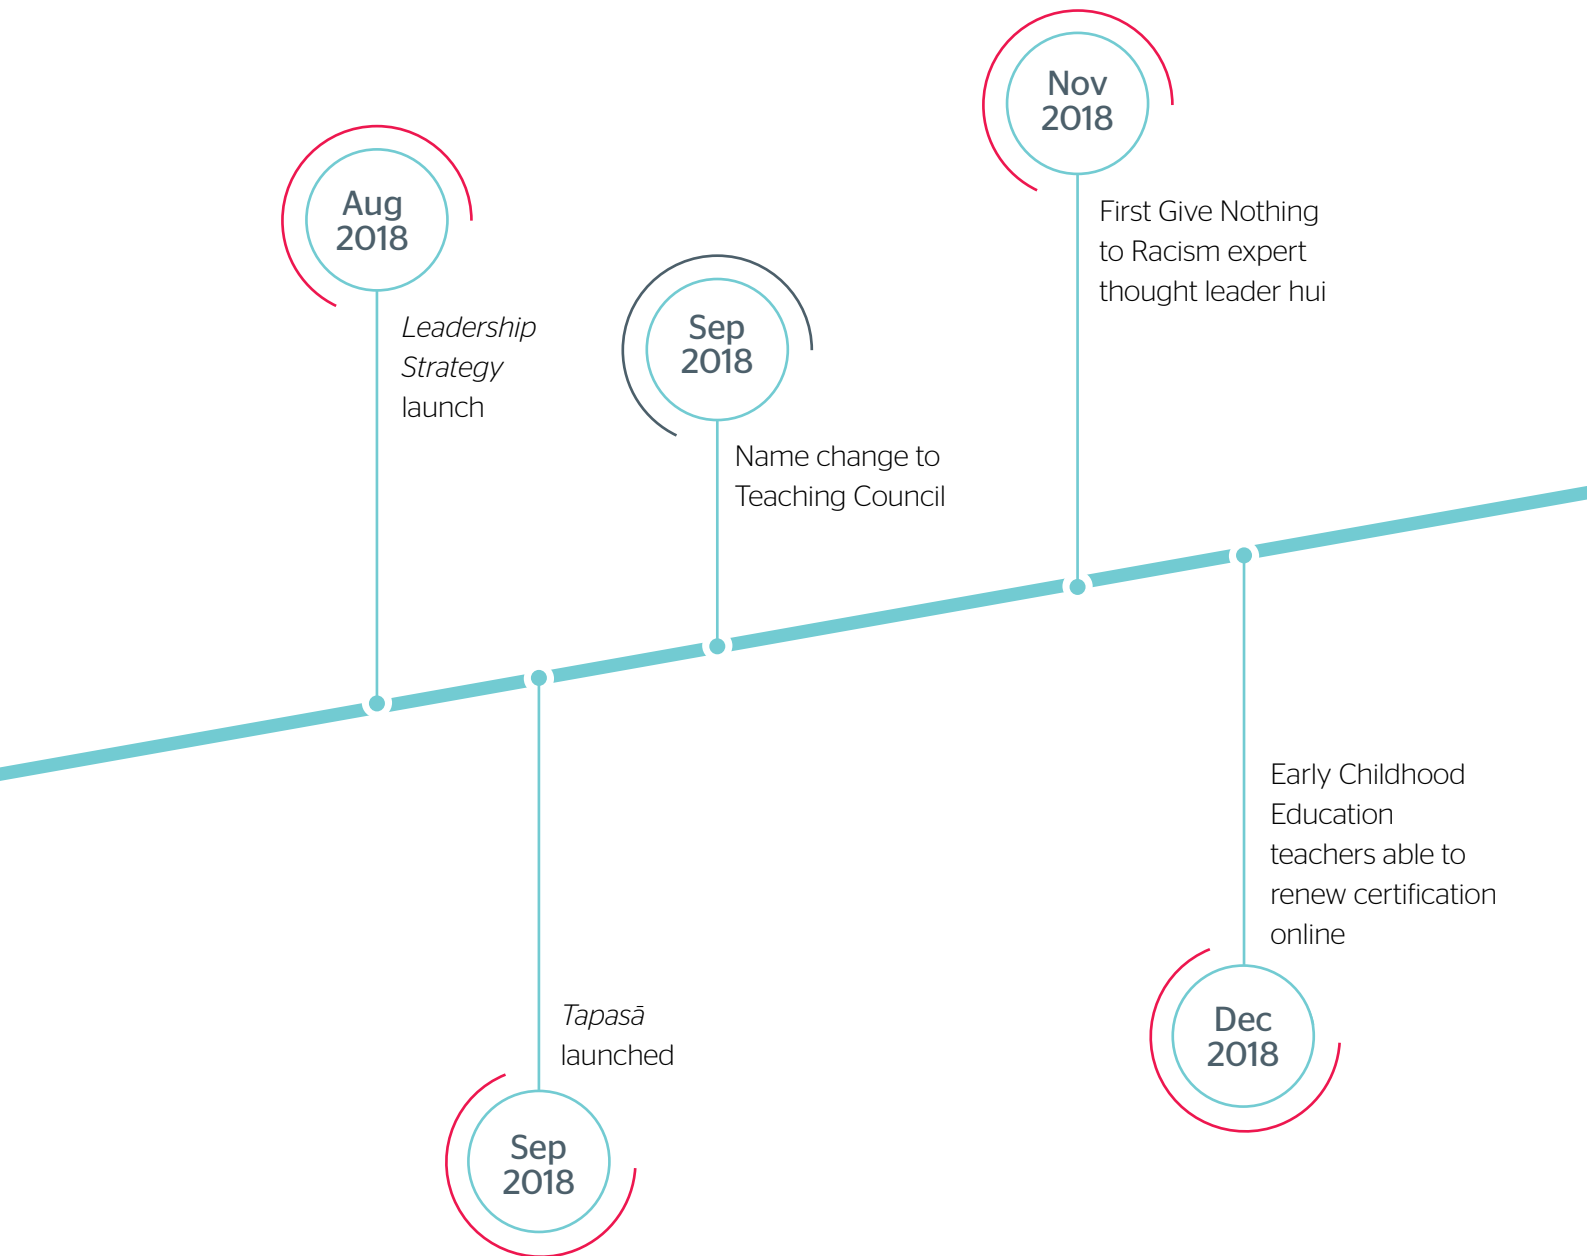 Aug
2018
Leadership
Strategy
launch
Tapasā
launched
Sep
2018
Sep
2018
Name change to
Teaching Council
Nov
2018
First Give Nothing
to Racism expert
thought leader hui
Early Childhood
Education
teachers able to
renew certification
online
Dec
2018